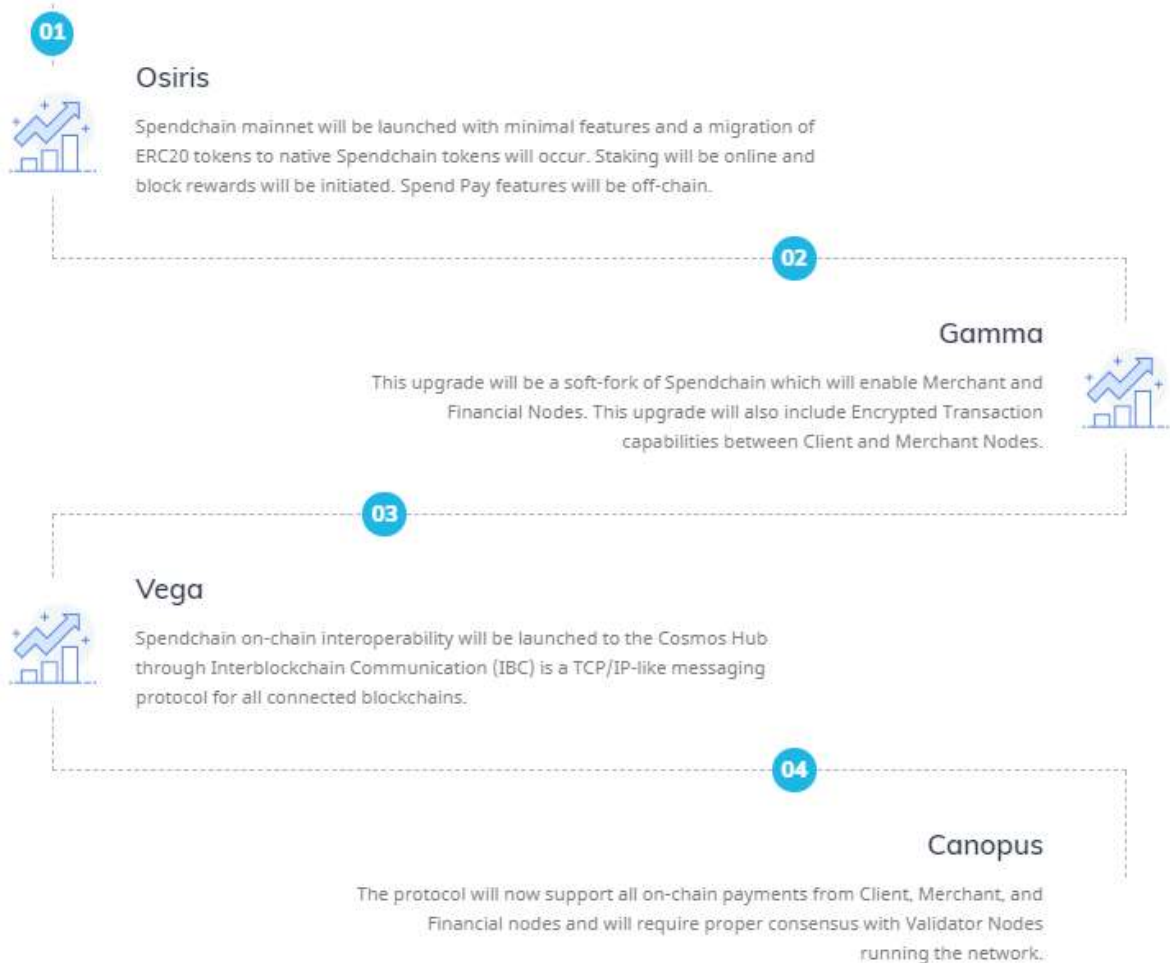 01
Osiris
Spendchain mainnet will be launched with minimal features and a migration of
ERC20 tokens to native Spendchain tokens will occur. Staking will be online and
block rewards will be initiated. Spend Pay features will be off-chain.
02
Gamma
This upgrade will be a soft-fork of Spendchain which will enable Merchant and
Financial Nodes. This upgrade will also include Encrypted Transaction
capabilities between Client and Merchant Nodes.
03
Vega
Spendchain on-chain interoperability will be launched to the Cosmos Hub
through Interblockchain Communication (IBC) is a TCP/IP-like messaging
protocol for all connected blockchains.
04
Canopus
The protocol will now support all on-chain payments from Client, Merchant, and
Financial nodes and will require proper consensus with Validator Nodes
running the network.